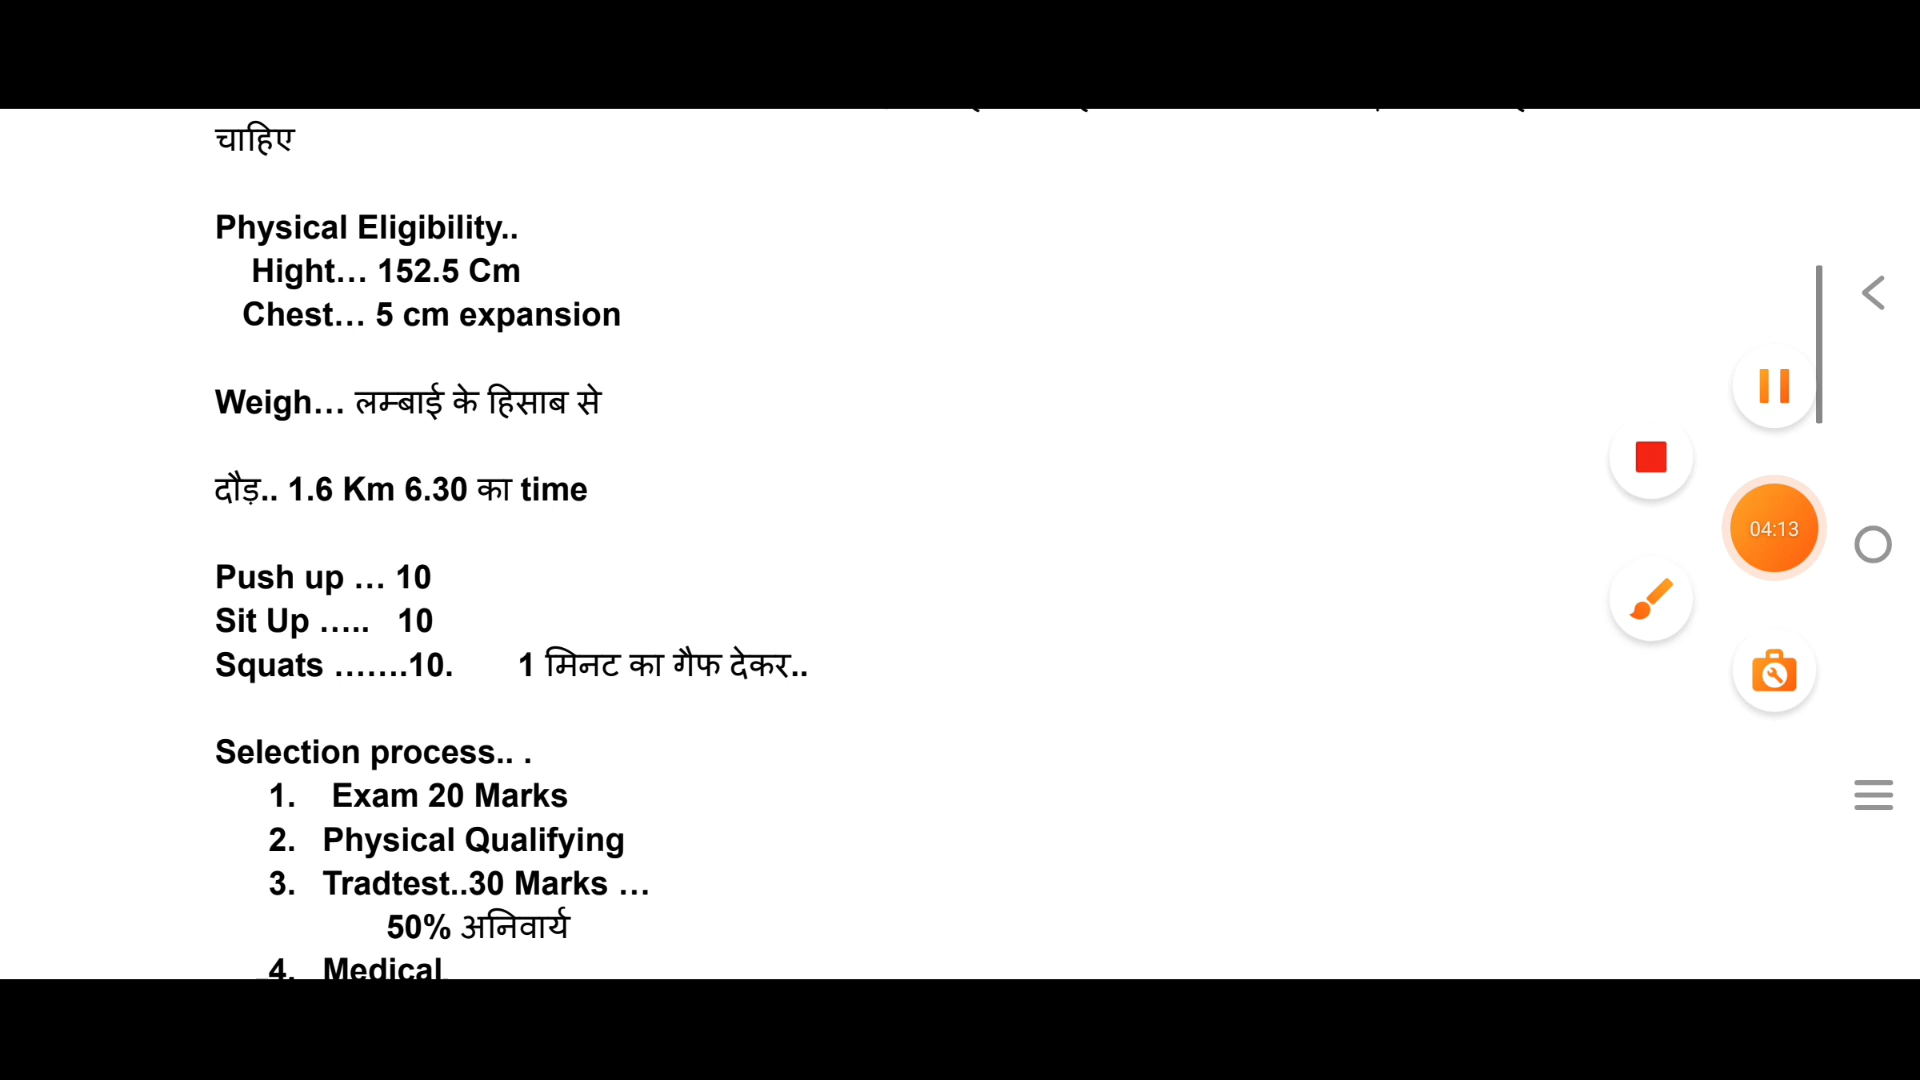 चाहिए
Physical Eligibility..
Hight... 152.5 Cm
Chest... 5 cm expansion
Weigh... लम्बाई के हिसाब से
दौड़.. 1.6 Km 6.30 का time
Push up ... 10
Sit Up ..... 10
Squats .......10. 1 मिनट का गैफ देकर..
04:13
Selection process.. .
1. Exam 20 Marks
2. Physical Qualifying
3. Tradtest..30 Marks ...
50% अनिवार्य
4. Medical